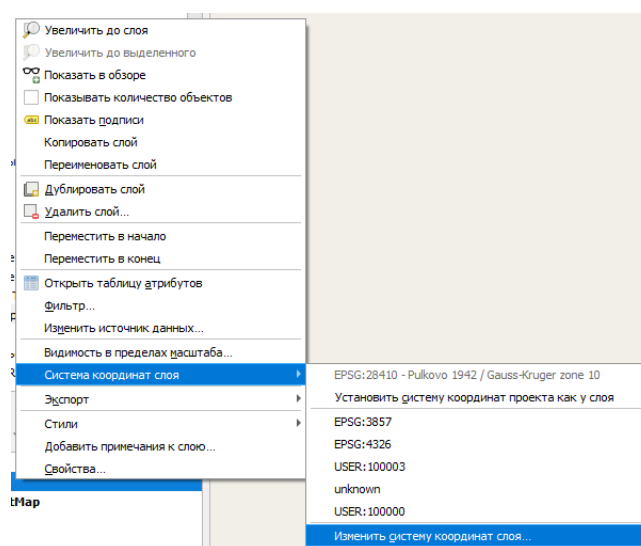 Увеличить до слоя
Увеличить до выделенного
Показать в обзоре
Показывать количество объектов
abc Показать подписи
Копировать слой
Переименовать слой
Дублировать слой
Удалить слой...
Переместить в начало
Переместить в конец
Открыть таблицу атрибутов
Фильтр...
Изменить источник данных...
Видимость в пределах масштаба...
Система координат слоя
EPSG:28410 - Pulkovo 1942 / Gauss-Kruger zone 10
Установить систему координат проекта как у слоя
Экспорт
EPSG:3857
Стили
EPSG:4326
Добавить примечания к слою...
USER:100003
Свойства...
unknown
tMap
USER:100000
Изменить систему координат слоя...